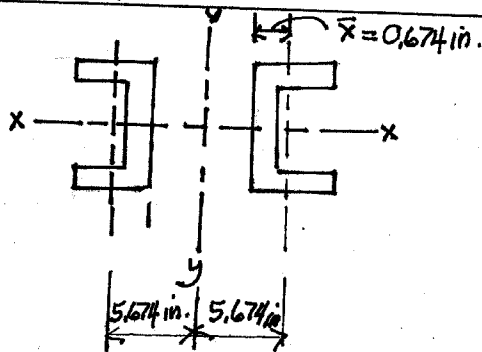 y
x̄ = 0.674 in.
x x
y
5.674 in. 5.674 in